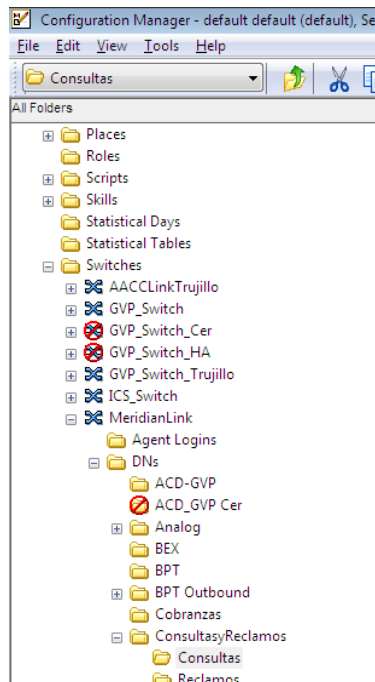 Configuration Manager - default default (default), Se
File Edit View Tools Help
Consultas
All Folders
Places
Roles
Scripts
Skills
Statistical Days
Statistical Tables
Switches
AACCLinkTrujillo
GVP_Switch
GVP_Switch_Cer
GVP_Switch_HA
GVP_Switch_Trujillo
ICS_Switch
MeridianLink
Agent Logins
DNs
ACD-GVP
ACD_GVP Cer
Analog
BEX
BPT
BPT Outbound
Cobranzas
ConsultasyReclamos
Consultas
Reclamos